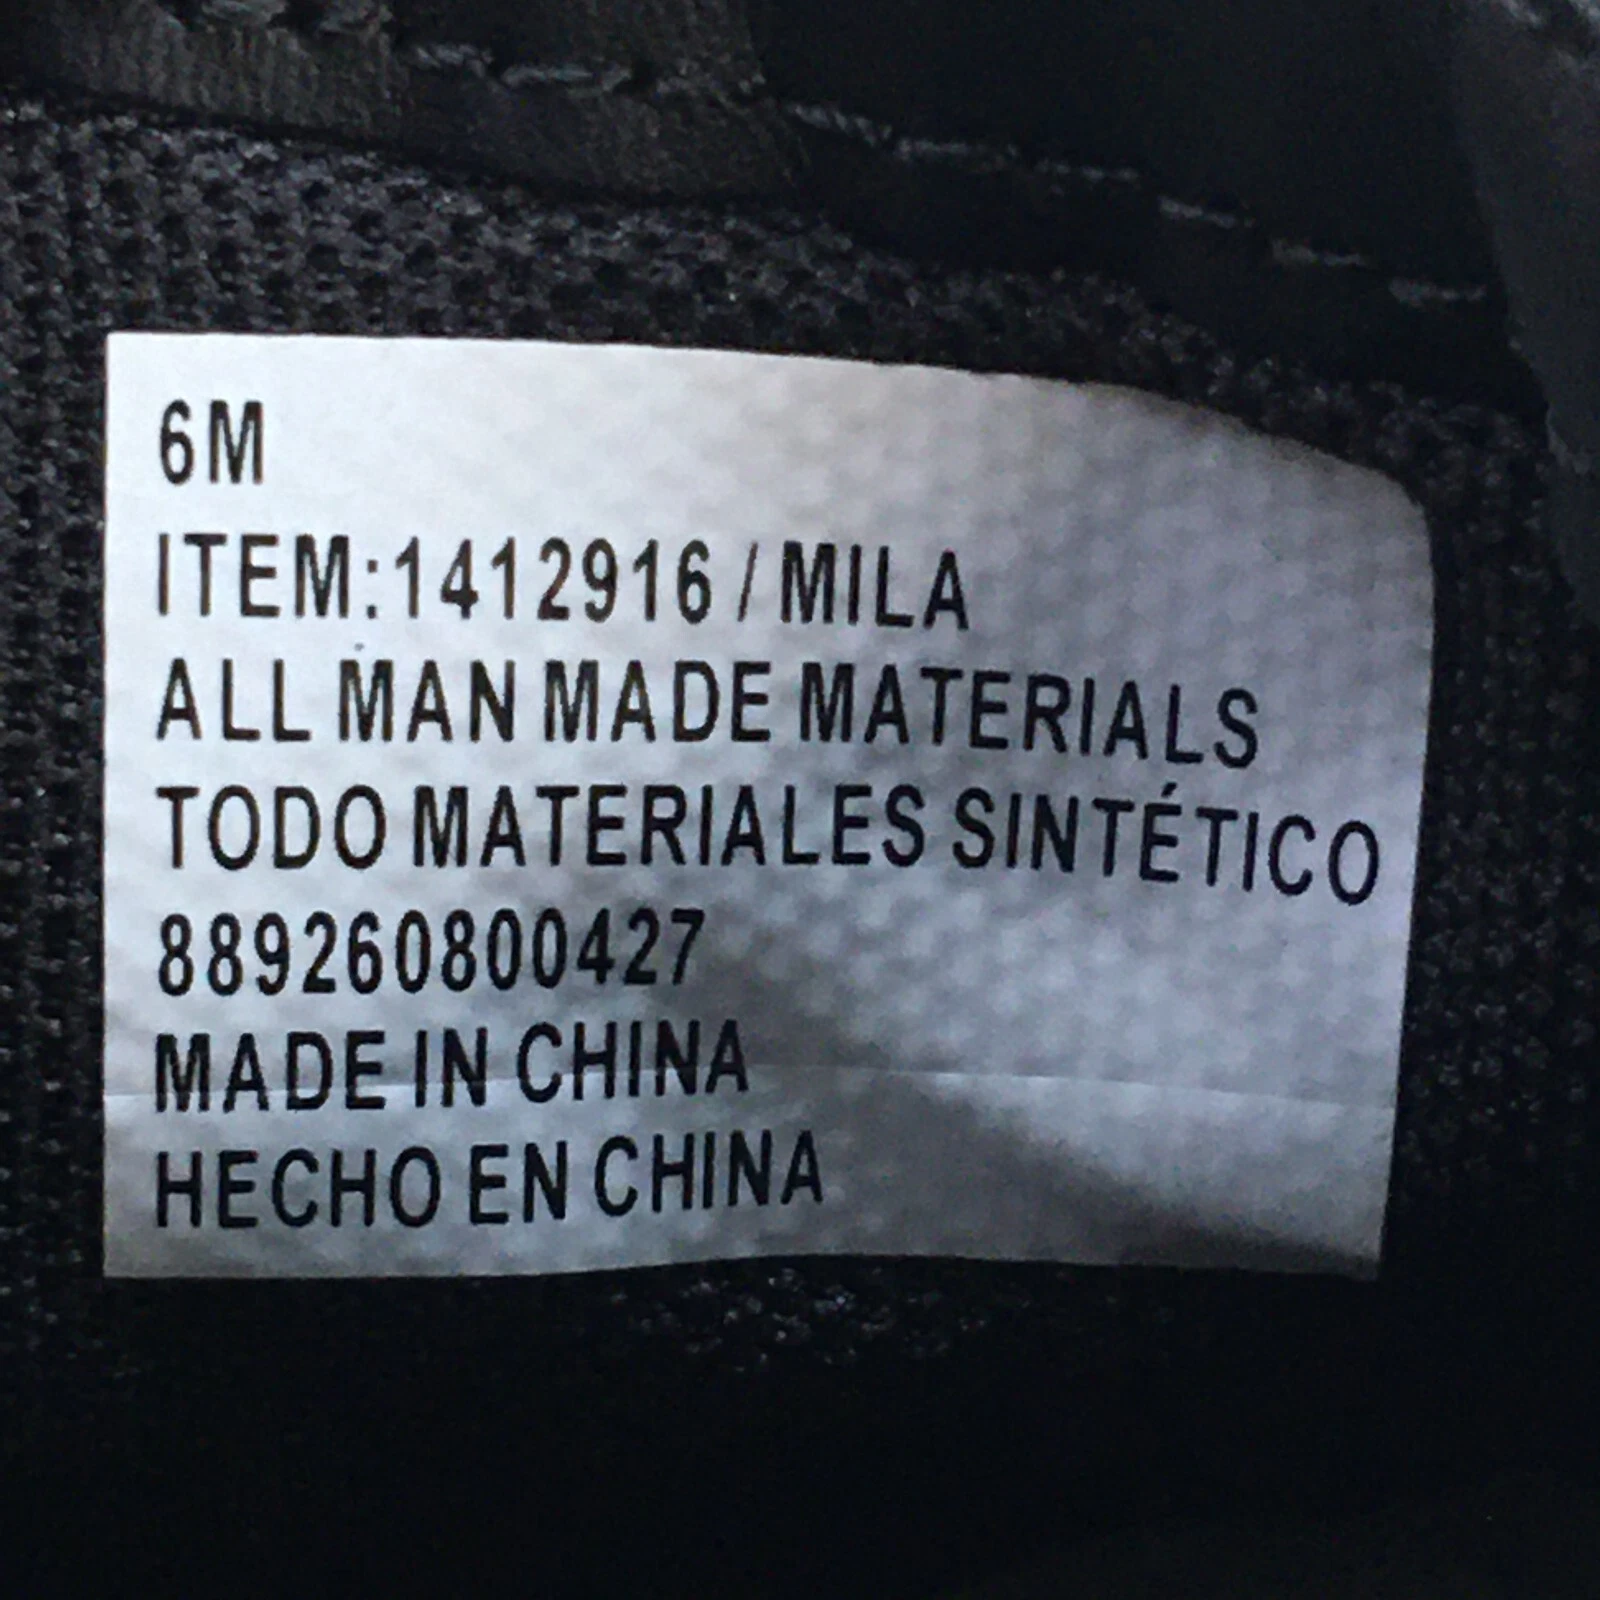 6M
ITEM:1412916 / MILA
ALL MAN MADE MATERIALS
TODO MATERIALES SINTÉTICO
889260800427
MADE IN CHINA
HECHO EN CHINA